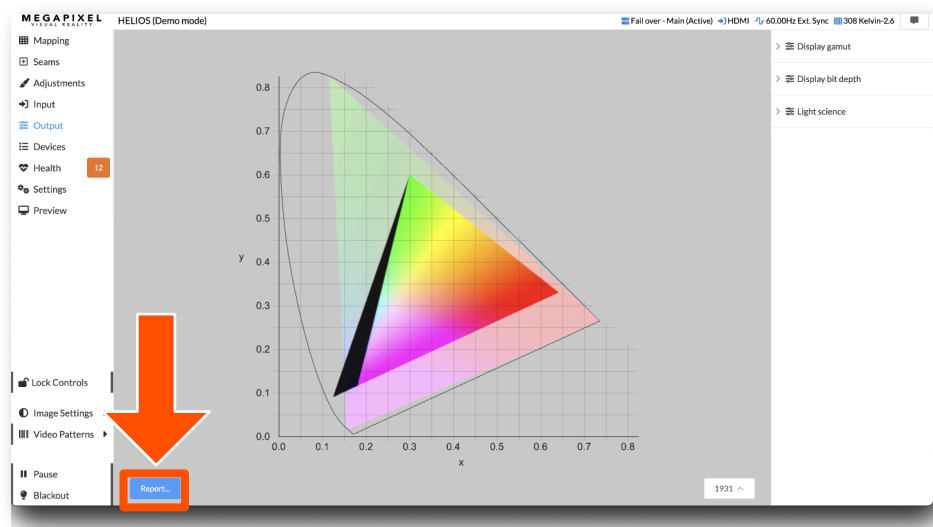 MEGAPIXEL
VISUAL REALITY
HELIOS (Demo mode)
Fail over - Main (Active) HDMI 60.00Hz Ext. Sync 308 Kelvin-2.6
Mapping
Seams
Adjustments
Input
Output
Devices
Health 12
Settings
Preview
Lock Controls
Image Settings
Video Patterns
Pause
Blackout
0.8
0.7
0.6
0.5
y 0.4
0.3
0.2
0.1
0.0
0.0 0.1 0.2 0.3 0.4 0.5 0.6 0.7 0.8
x
Report...
1931
Display gamut
Display bit depth
Light science